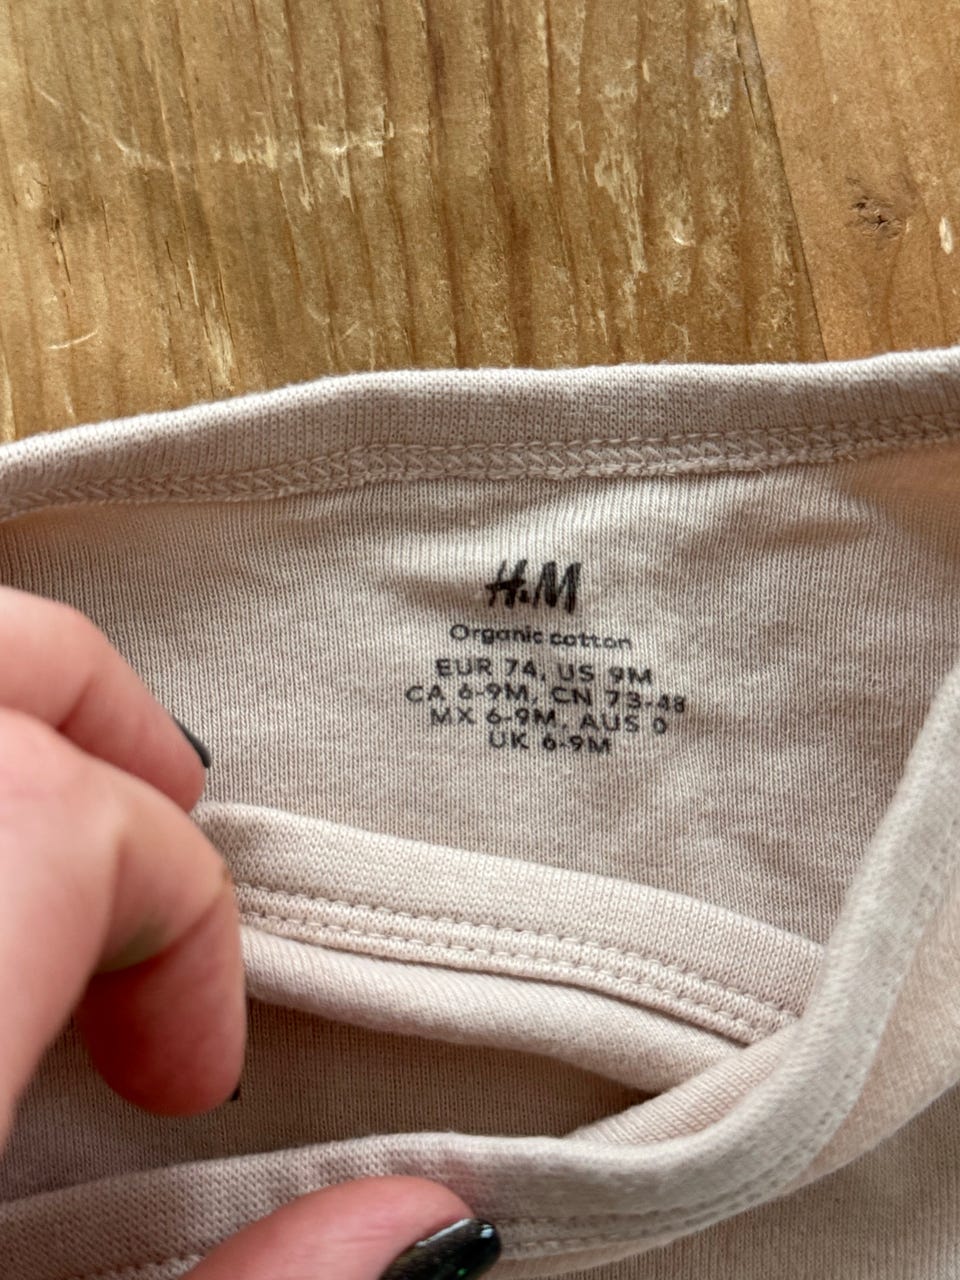 H&M
Organic cotton
EUR 74, US 9M
CA 6-9M, CN 73-48
MX 6-9M, AUS 0
UK 6-9M